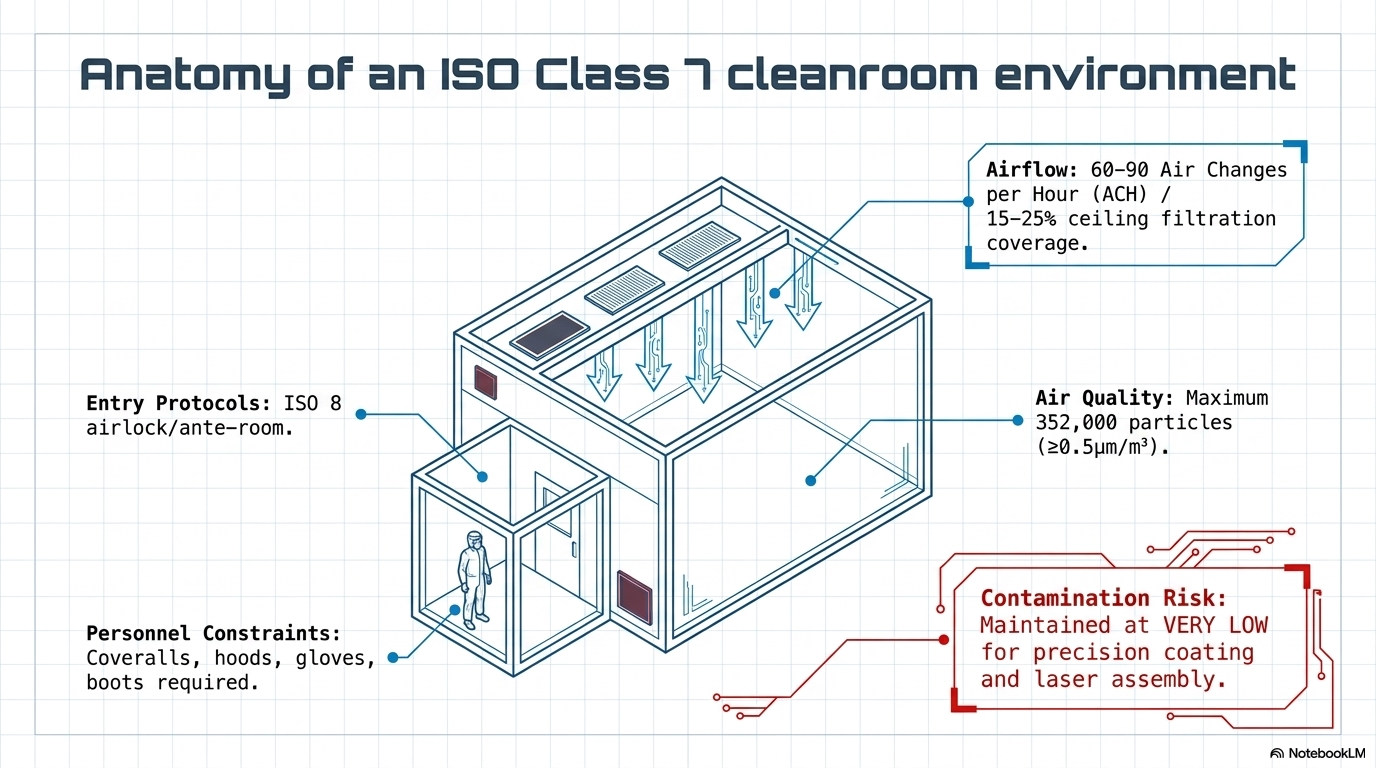 Anatomy of an ISO Class 7 cleanroom environment
Airflow: 60–90 Air Changes
per Hour (ACH) /
15–25% ceiling filtration
coverage.
Entry Protocols: ISO 8
airlock/ante-room.
Air Quality: Maximum
352,000 particles
(≥0.5μm/m³).
Personnel Constraints:
Coveralls, hoods, gloves,
boots required.
Contamination Risk:
Maintained at VERY LOW
for precision coating
and laser assembly.
NotebookLM